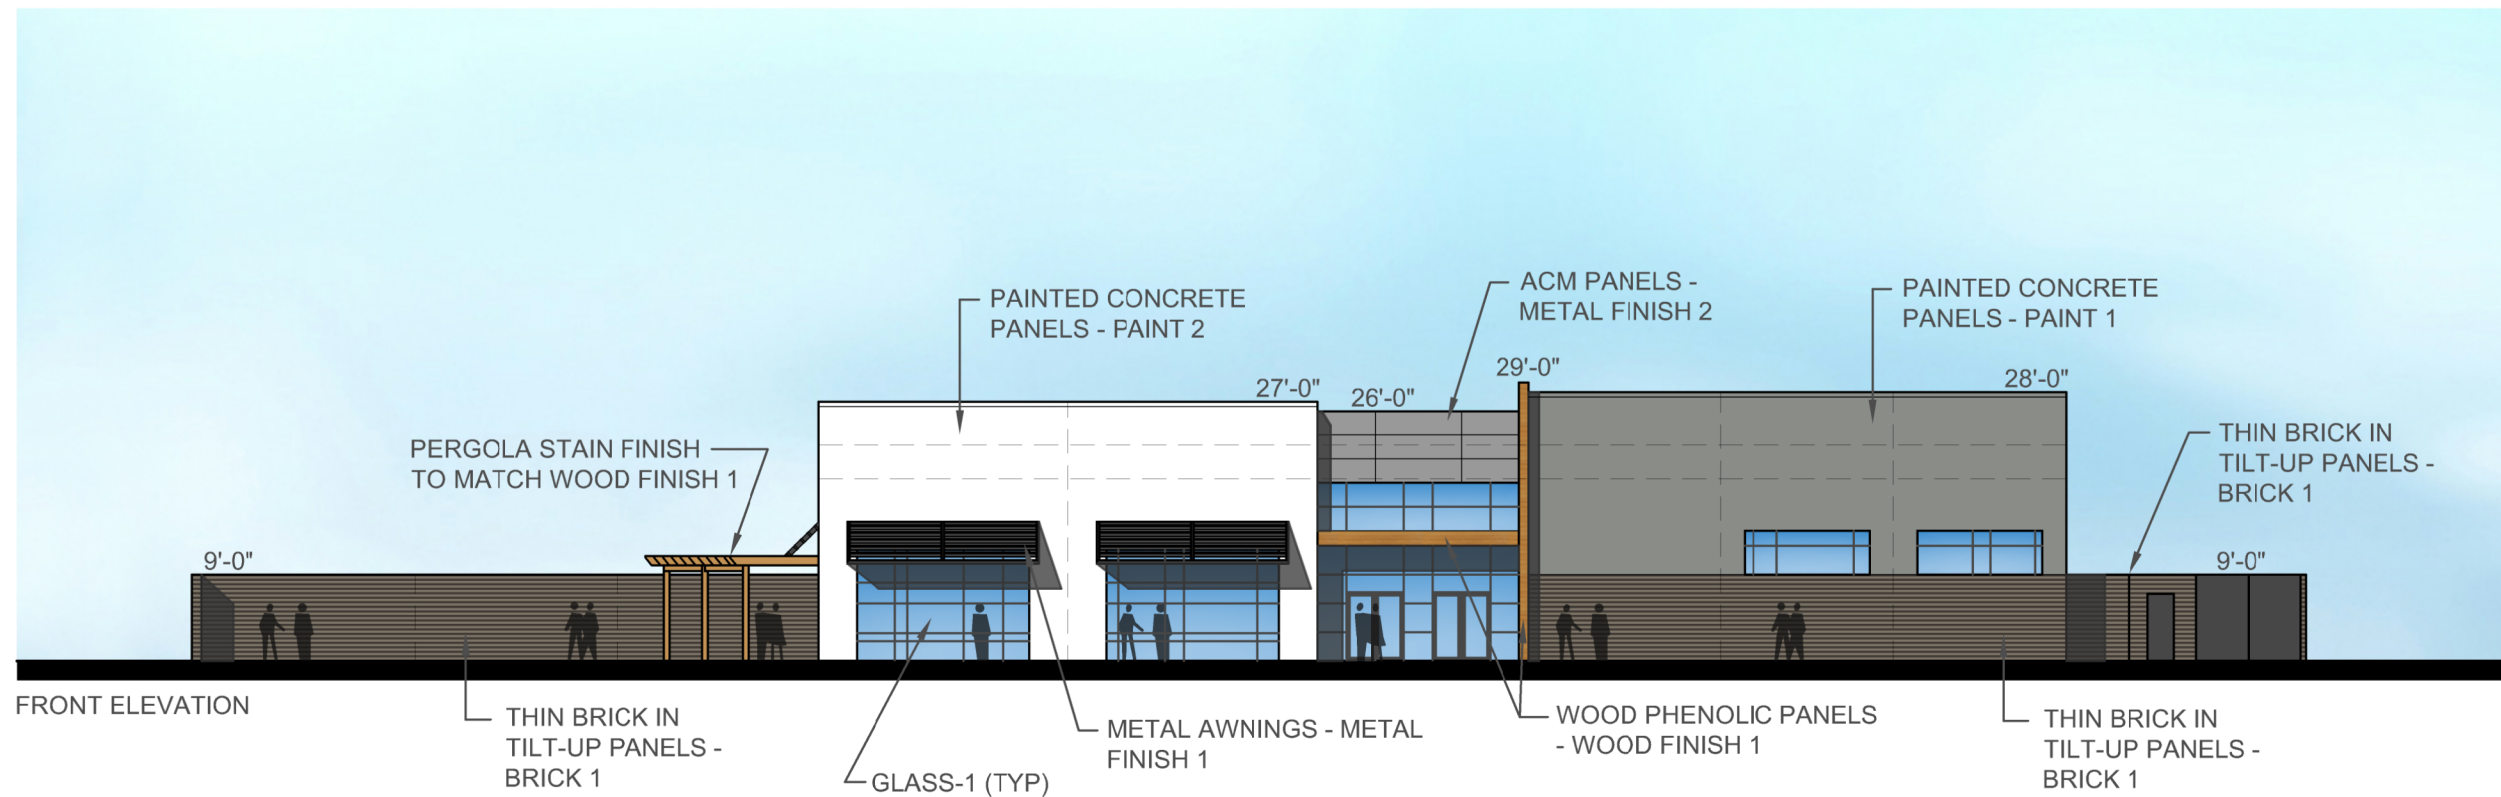 ACM PANELS -
METAL FINISH 2
PAINTED CONCRETE
PANELS - PAINT 1
PAINTED CONCRETE
PANELS - PAINT 2
29'-0"
28'-0"
27'-0"
26'-0"
PERGOLA STAIN FINISH
TO MATCH WOOD FINISH 1
THIN BRICK IN
TILT-UP PANELS -
BRICK 1
9'-0"
9'-0"
FRONT ELEVATION
THIN BRICK IN
TILT-UP PANELS -
BRICK 1
GLASS-1 (TYP)
METAL AWNINGS - METAL
FINISH 1
WOOD PHENOLIC PANELS
- WOOD FINISH 1
THIN BRICK IN
TILT-UP PANELS -
BRICK 1